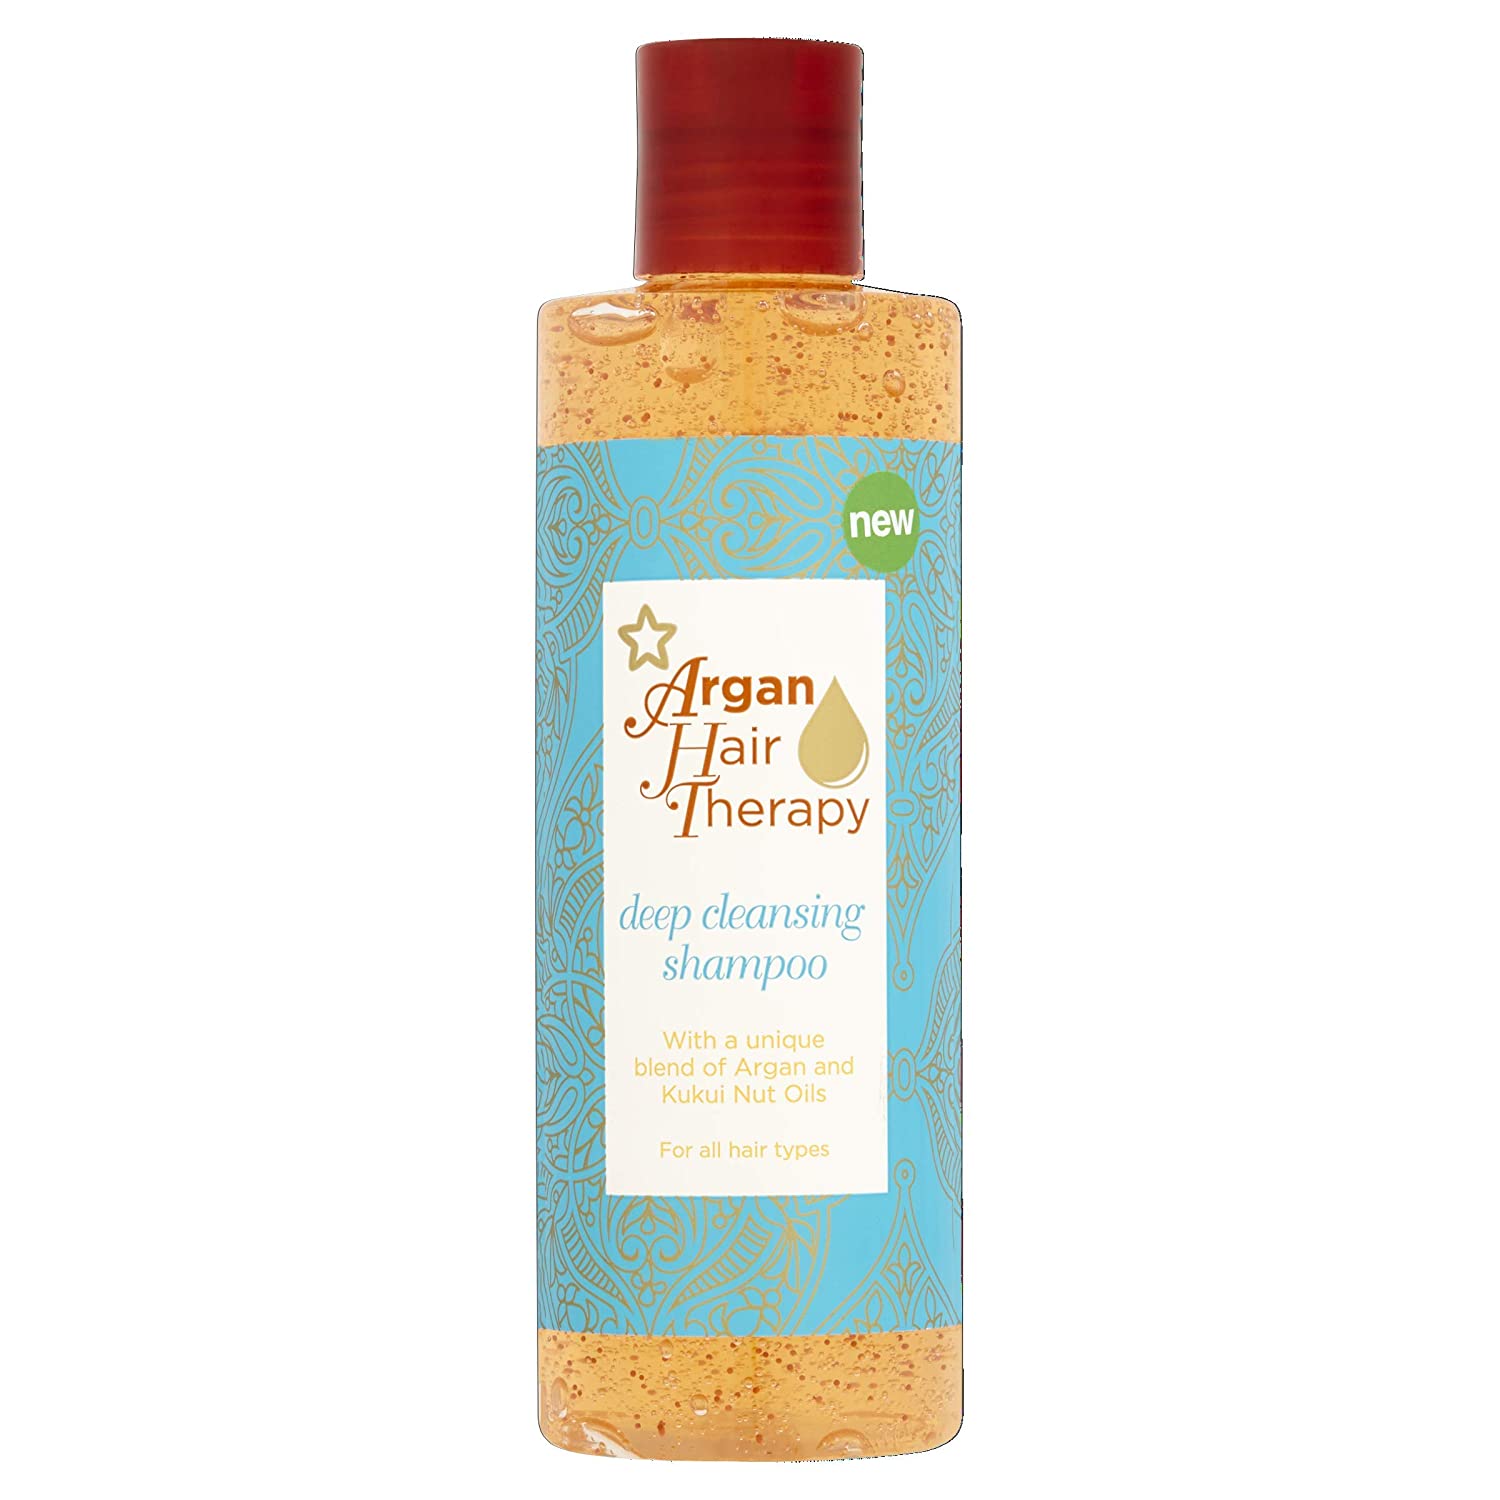 new
Argan
Hair
Therapy
deep cleansing
shampoo
With a unique
blend of Argan and
Kukui Nut Oils
For all hair types